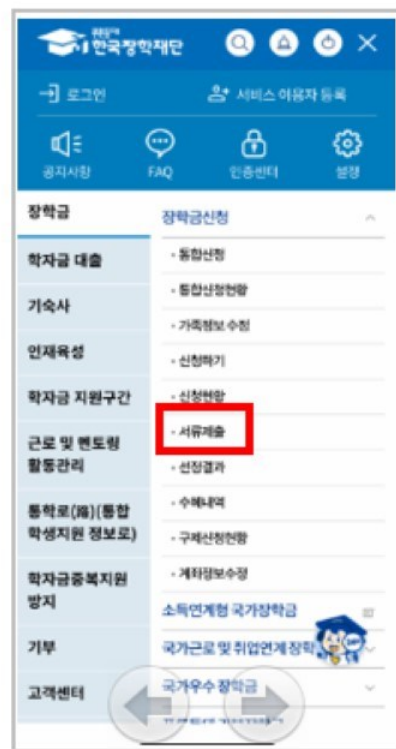 한국장학재단
로그인
서비스 이용자 등록
공지사항
FAQ
인증센터
설정
장학금
학자금 대출
기숙사
인재육성
학자금 지원구간
근로 및 멘토링
활동관리
통학로(路)(통합
학생지원 정보로)
학자금중복지원
방지
기부
고객센터
장학금신청
· 통합신청
· 통합신청현황
· 가족정보 수정
· 신청하기
· 신청현황
· 서류제출
· 선정결과
· 수혜내역
· 구제신청현황
· 계좌정보수정
소득연계형 국가장학금
국가근로 및 취업연계 장학
국가우수 장학금